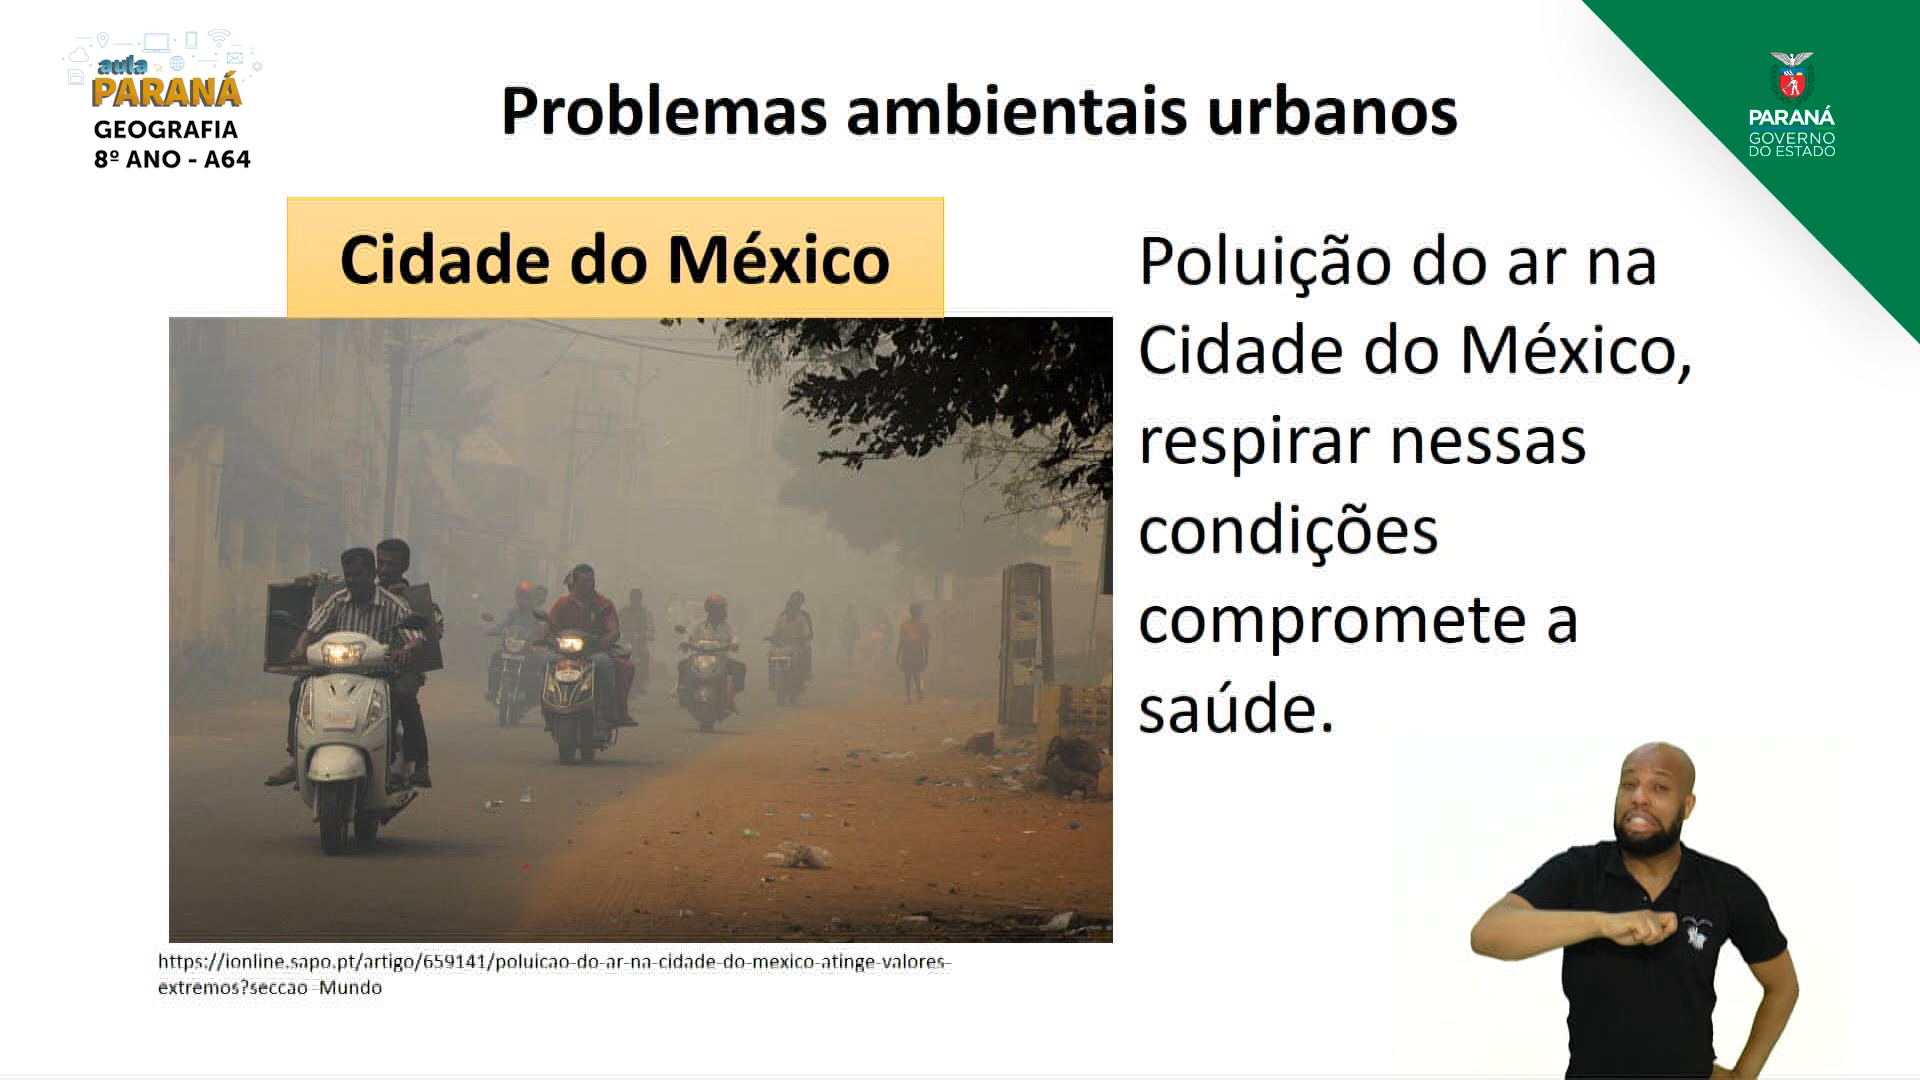 aula
PARANÁ
GEOGRAFIA
8º ANO - A64
Problemas ambientais urbanos
PARANÁ
GOVERNO
DO ESTADO
Cidade do México
Poluição do ar na
Cidade do México,
respirar nessas
condições
compromete a
saúde.
https://ionline.sapo.pt/artigo/659141/poluicao-do-ar-na-cidade-do-mexico-atinge-valores-
extremos?seccao=Mundo